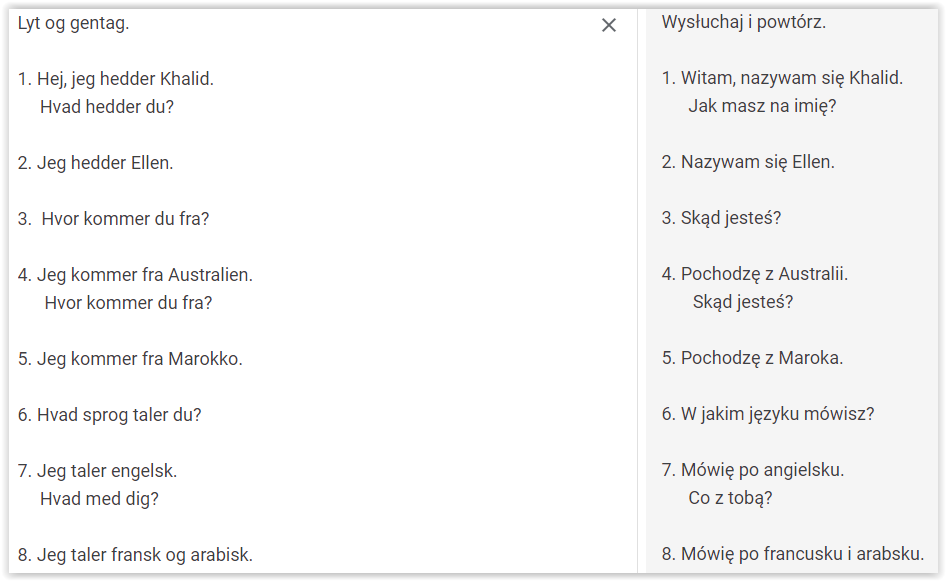 Lyt og gentag.
1. Hej, jeg hedder Khalid.
Hvad hedder du?
2. Jeg hedder Ellen.
3. Hvor kommer du fra?
4. Jeg kommer fra Australien.
Hvor kommer du fra?
5. Jeg kommer fra Marokko.
6. Hvad sprog taler du?
7. Jeg taler engelsk.
Hvad med dig?
8. Jeg taler fransk og arabisk.
Wysłuchaj i powtórz.
1. Witam, nazywam się Khalid.
Jak masz na imię?
2. Nazywam się Ellen.
3. Skąd jesteś?
4. Pochodzę z Australii.
Skąd jesteś?
5. Pochodzę z Maroka.
6. W jakim języku mówisz?
7. Mówię po angielsku.
Co z tobą?
8. Mówię po francusku i arabsku.